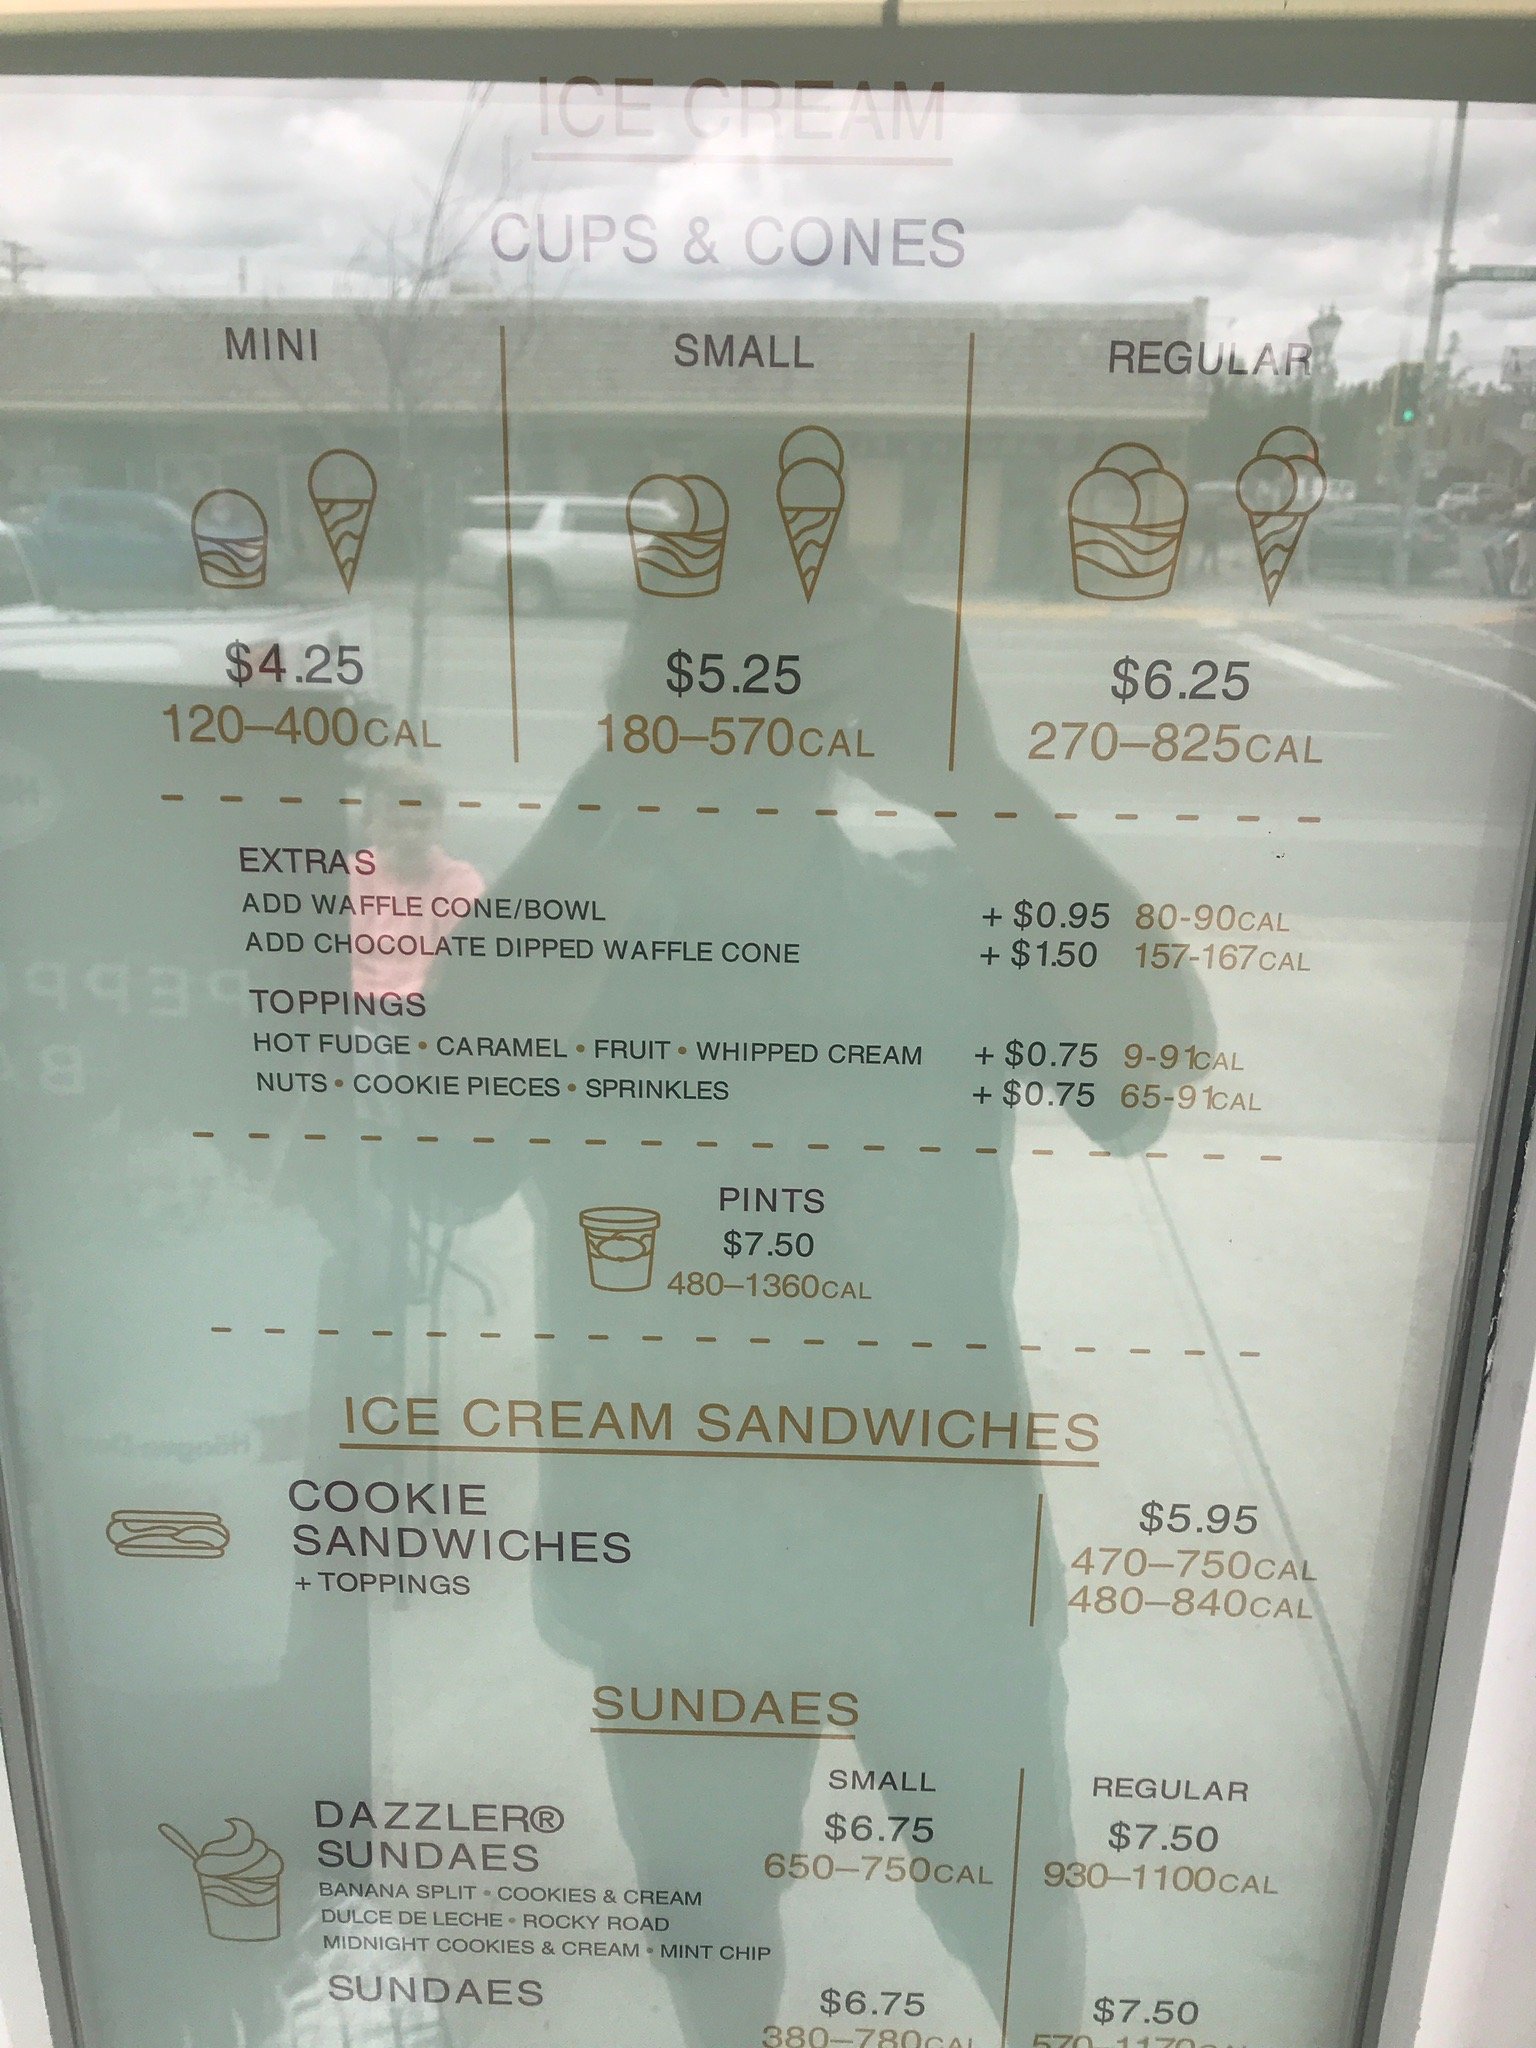 ICE CREAM
CUPS & CONES
MINI SMALL REGULAR
$4.25 $5.25 $6.25
120–400CAL 180–570CAL 270–825CAL
EXTRAS
ADD WAFFLE CONE/BOWL + $0.95 80-90CAL
ADD CHOCOLATE DIPPED WAFFLE CONE + $1.50 157-167CAL
TOPPINGS
HOT FUDGE • CARAMEL • FRUIT • WHIPPED CREAM + $0.75 9-91CAL
NUTS • COOKIE PIECES • SPRINKLES + $0.75 65-91CAL
PINTS
$7.50
480–1360CAL
ICE CREAM SANDWICHES
COOKIE
SANDWICHES
+ TOPPINGS
$5.95
470–750CAL
480–840CAL
SUNDAES
SMALL REGULAR
DAZZLER®
SUNDAES
$6.75 $7.50
650–750CAL 930–1100CAL
BANANA SPLIT • COOKIES & CREAM
DULCE DE LECHE • ROCKY ROAD
MIDNIGHT COOKIES & CREAM • MINT CHIP
SUNDAES $6.75 $7.50
380–780CAL 570–1170CAL